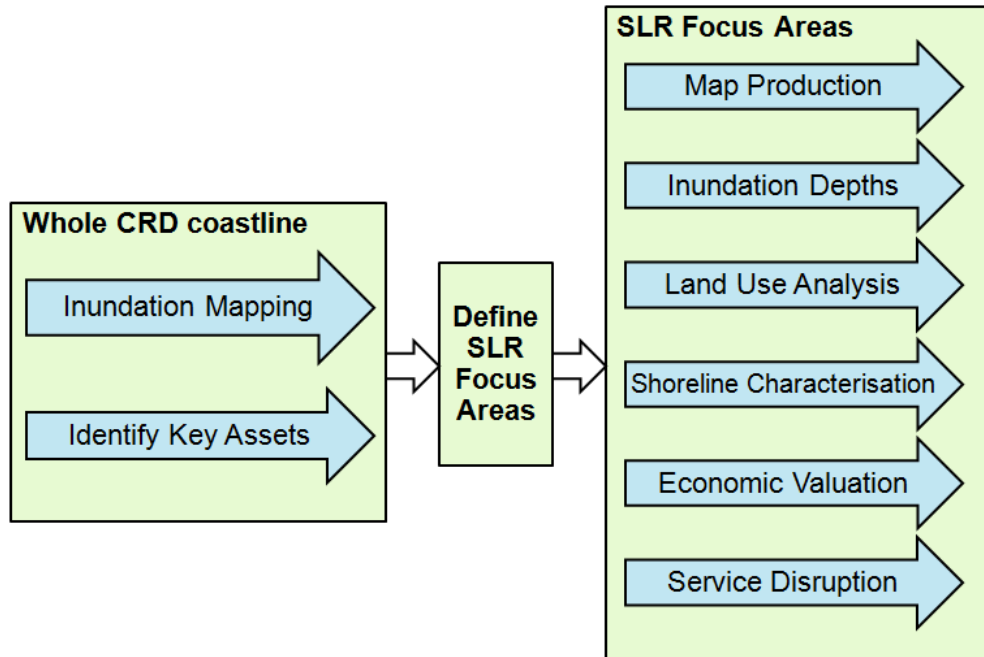 Whole CRD coastline
Inundation Mapping
Identify Key Assets
Define
SLR
Focus
Areas
SLR Focus Areas
Map Production
Inundation Depths
Land Use Analysis
Shoreline Characterisation
Economic Valuation
Service Disruption